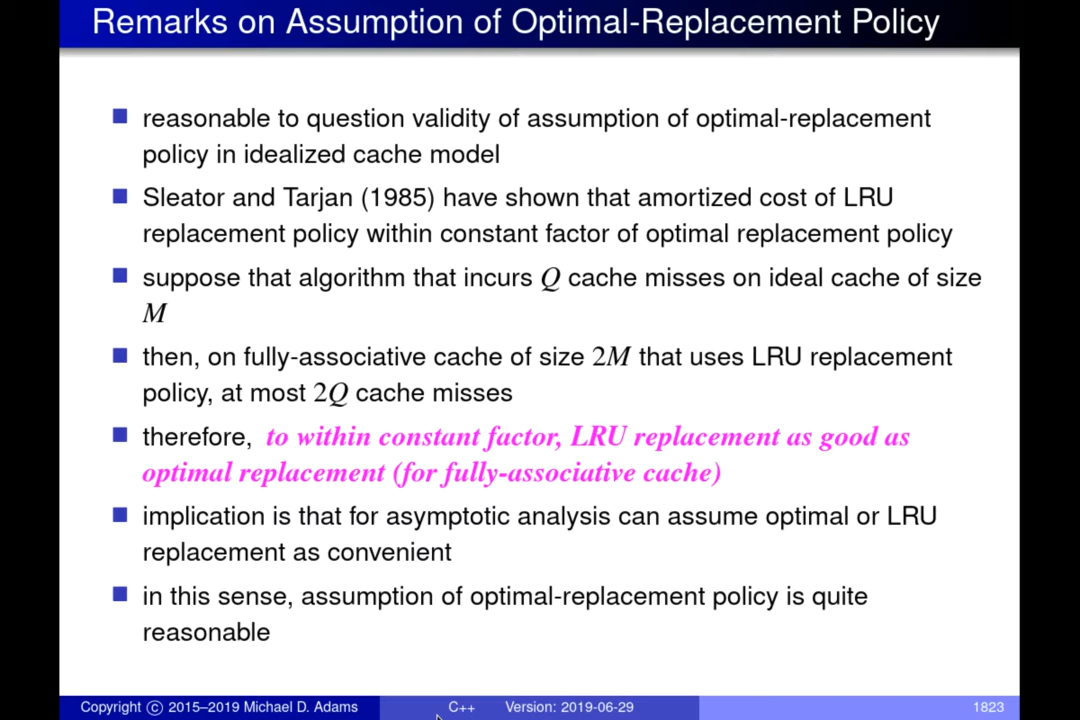 Remarks on Assumption of Optimal-Replacement Policy
reasonable to question validity of assumption of optimal-replacement
policy in idealized cache model
Sleator and Tarjan (1985) have shown that amortized cost of LRU
replacement policy within constant factor of optimal replacement policy
suppose that algorithm that incurs Q cache misses on ideal cache of size
M
then, on fully-associative cache of size 2M that uses LRU replacement
policy, at most 2Q cache misses
therefore, to within constant factor, LRU replacement as good as
optimal replacement (for fully-associative cache)
implication is that for asymptotic analysis can assume optimal or LRU
replacement as convenient
in this sense, assumption of optimal-replacement policy is quite
reasonable
Copyright © 2015–2019 Michael D. Adams C++ Version: 2019-06-29 1823